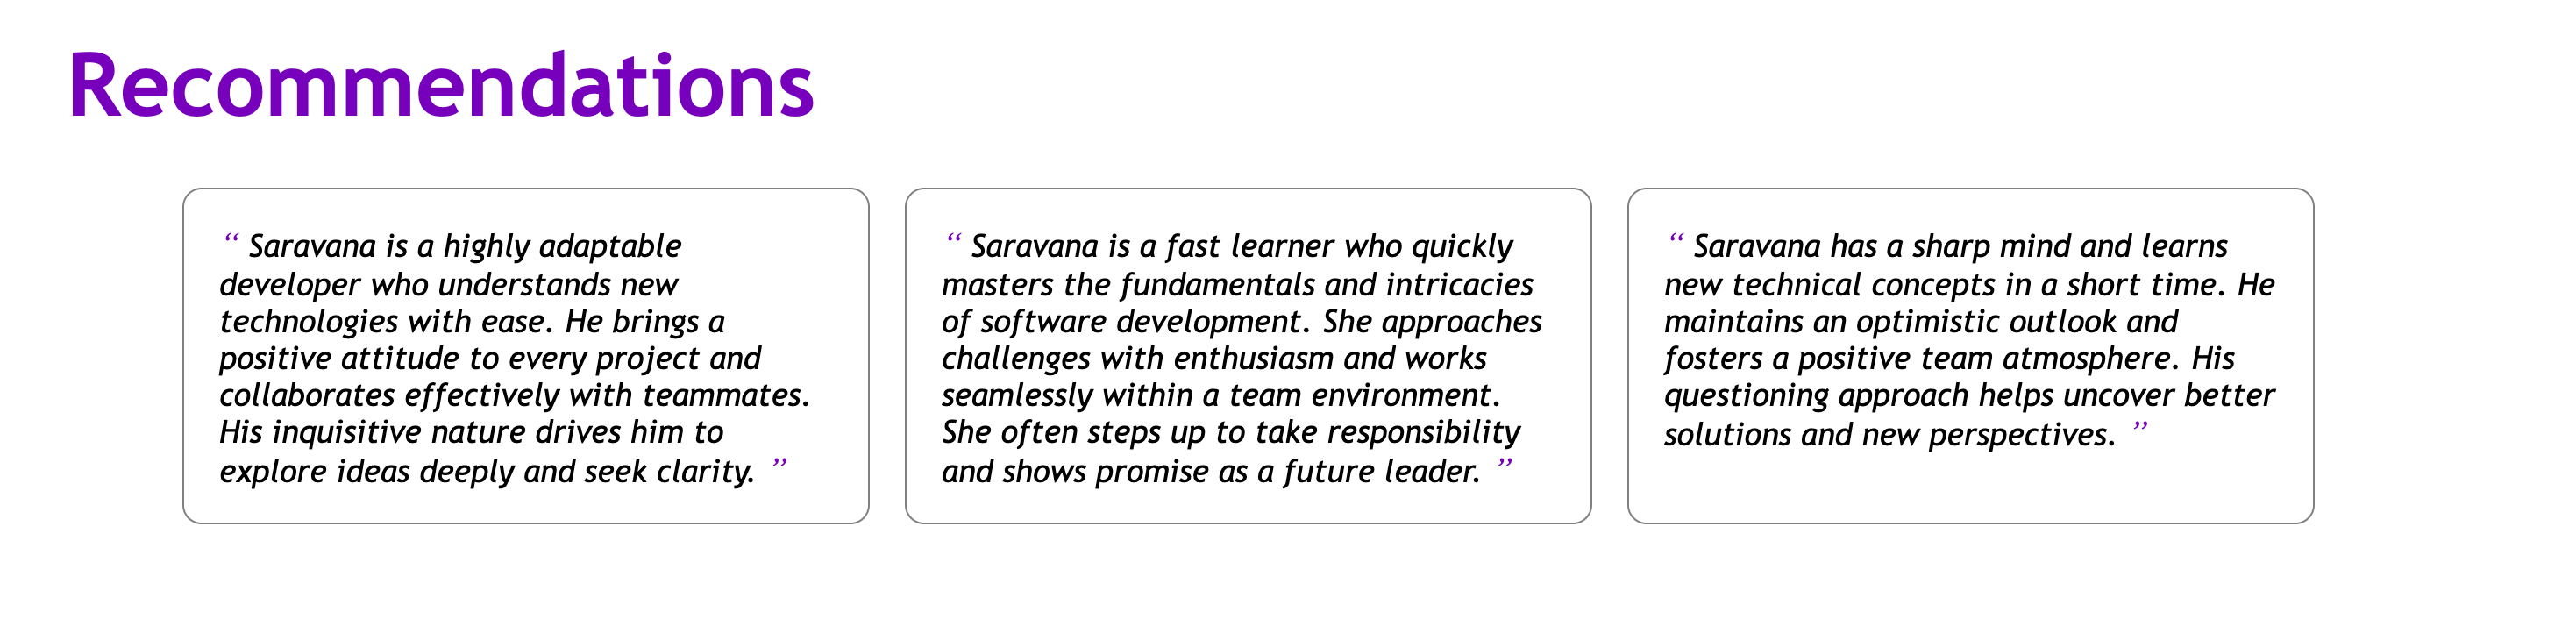 Recommendations
“ Saravana is a highly adaptable
developer who understands new
technologies with ease. He brings a
positive attitude to every project and
collaborates effectively with teammates.
His inquisitive nature drives him to
explore ideas deeply and seek clarity. ”
“ Saravana is a fast learner who quickly
masters the fundamentals and intricacies
of software development. She approaches
challenges with enthusiasm and works
seamlessly within a team environment.
She often steps up to take responsibility
and shows promise as a future leader. ”
“ Saravana has a sharp mind and learns
new technical concepts in a short time. He
maintains an optimistic outlook and
fosters a positive team atmosphere. His
questioning approach helps uncover better
solutions and new perspectives. ”